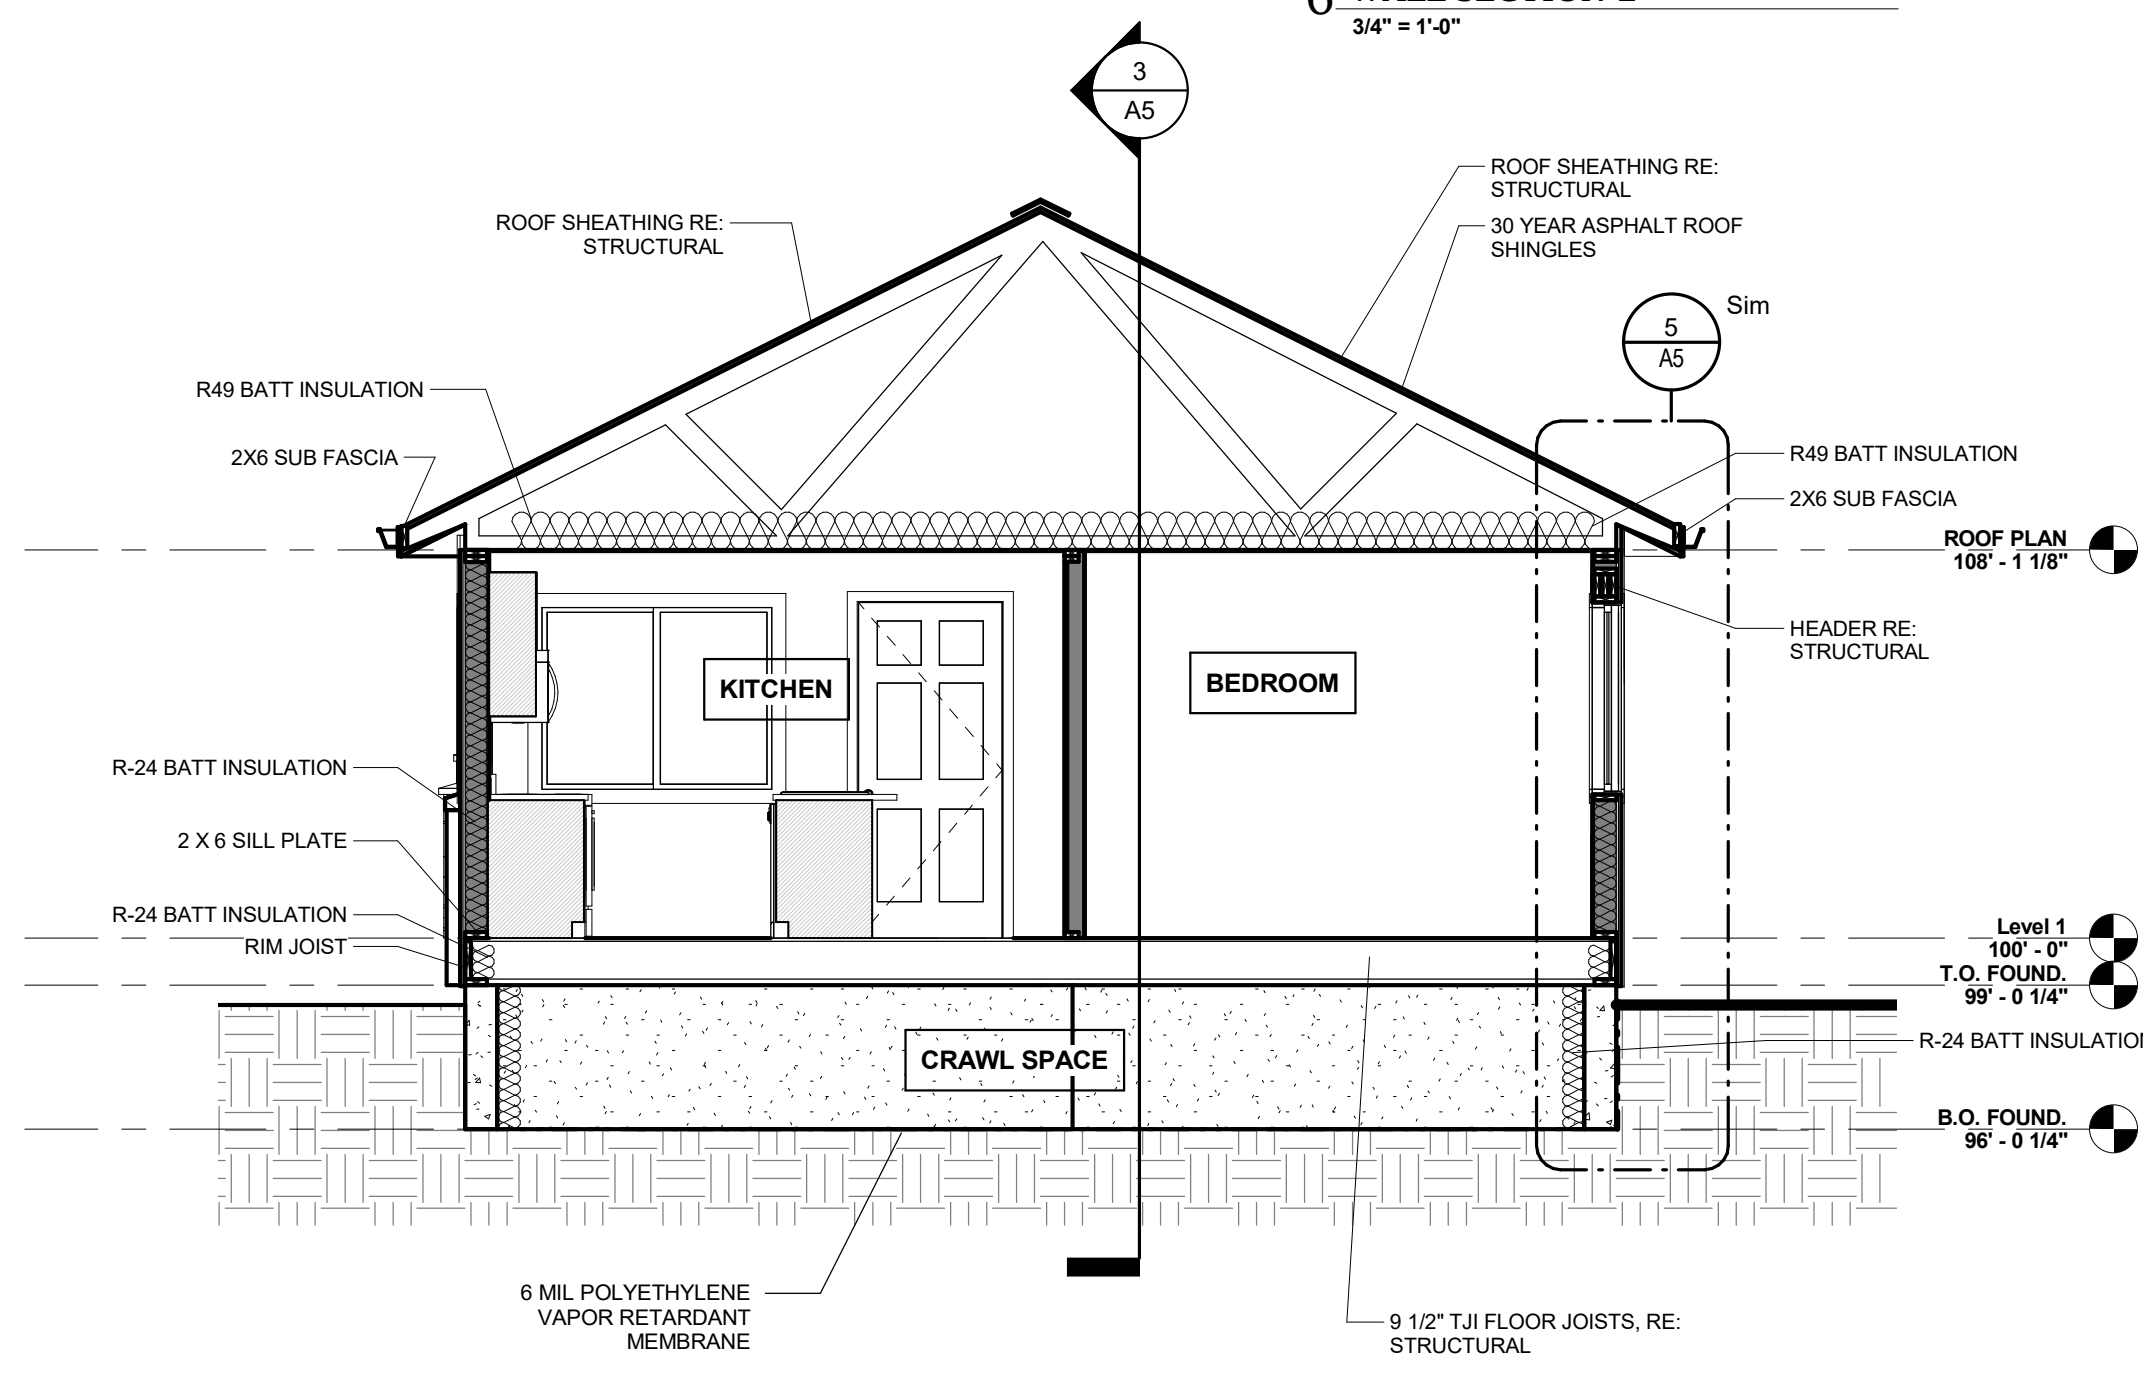 6
3/4" = 1'-0"
3
A5
ROOF SHEATHING RE:
STRUCTURAL
30 YEAR ASPHALT ROOF
SHINGLES
ROOF SHEATHING RE:
STRUCTURAL
5
A5
Sim
R49 BATT INSULATION
2X6 SUB FASCIA
R49 BATT INSULATION
2X6 SUB FASCIA
ROOF PLAN
108' - 1 1/8"
HEADER RE:
STRUCTURAL
KITCHEN
BEDROOM
R-24 BATT INSULATION
2 X 6 SILL PLATE
R-24 BATT INSULATION
RIM JOIST
Level 1
100' - 0"
T.O. FOUND.
99' - 0 1/4"
R-24 BATT INSULATIO
CRAWL SPACE
B.O. FOUND.
96' - 0 1/4"
6 MIL POLYETHYLENE
VAPOR RETARDANT
MEMBRANE
9 1/2" TJI FLOOR JOISTS, RE:
STRUCTURAL